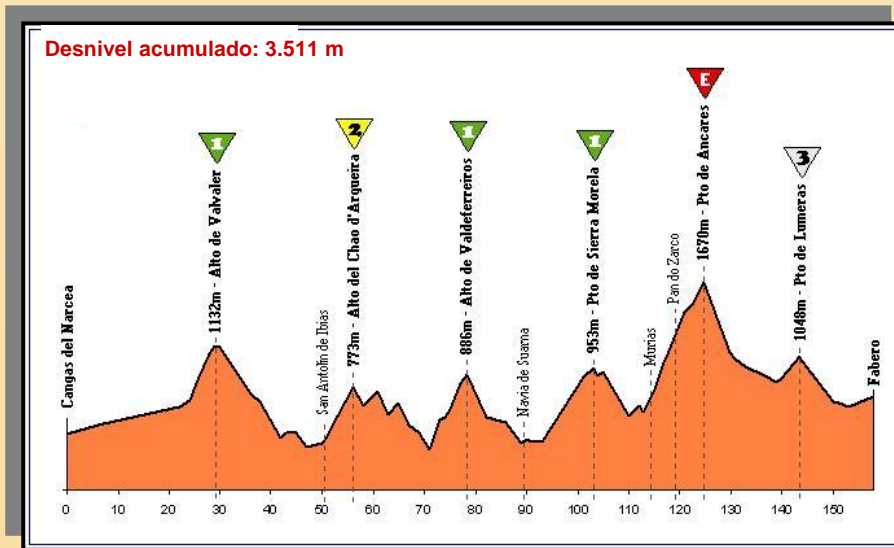 Desnivel acumulado: 3.511 m
1
2
1
1
E
3
Cangas del Narcea
1132m - Alto de Valvaler
San Antolín de Ibias
773m - Alto del Chao d'Arqueira
886m - Alto de Valdeferreiros
Navia de Suarna
953m - Pto de Sierra Morela
Murias
Pan do Zarco
1670m - Pto de Ancares
1048m - Pto de Lumeras
Fabero
0 10 20 30 40 50 60 70 80 90 100 110 120 130 140 150